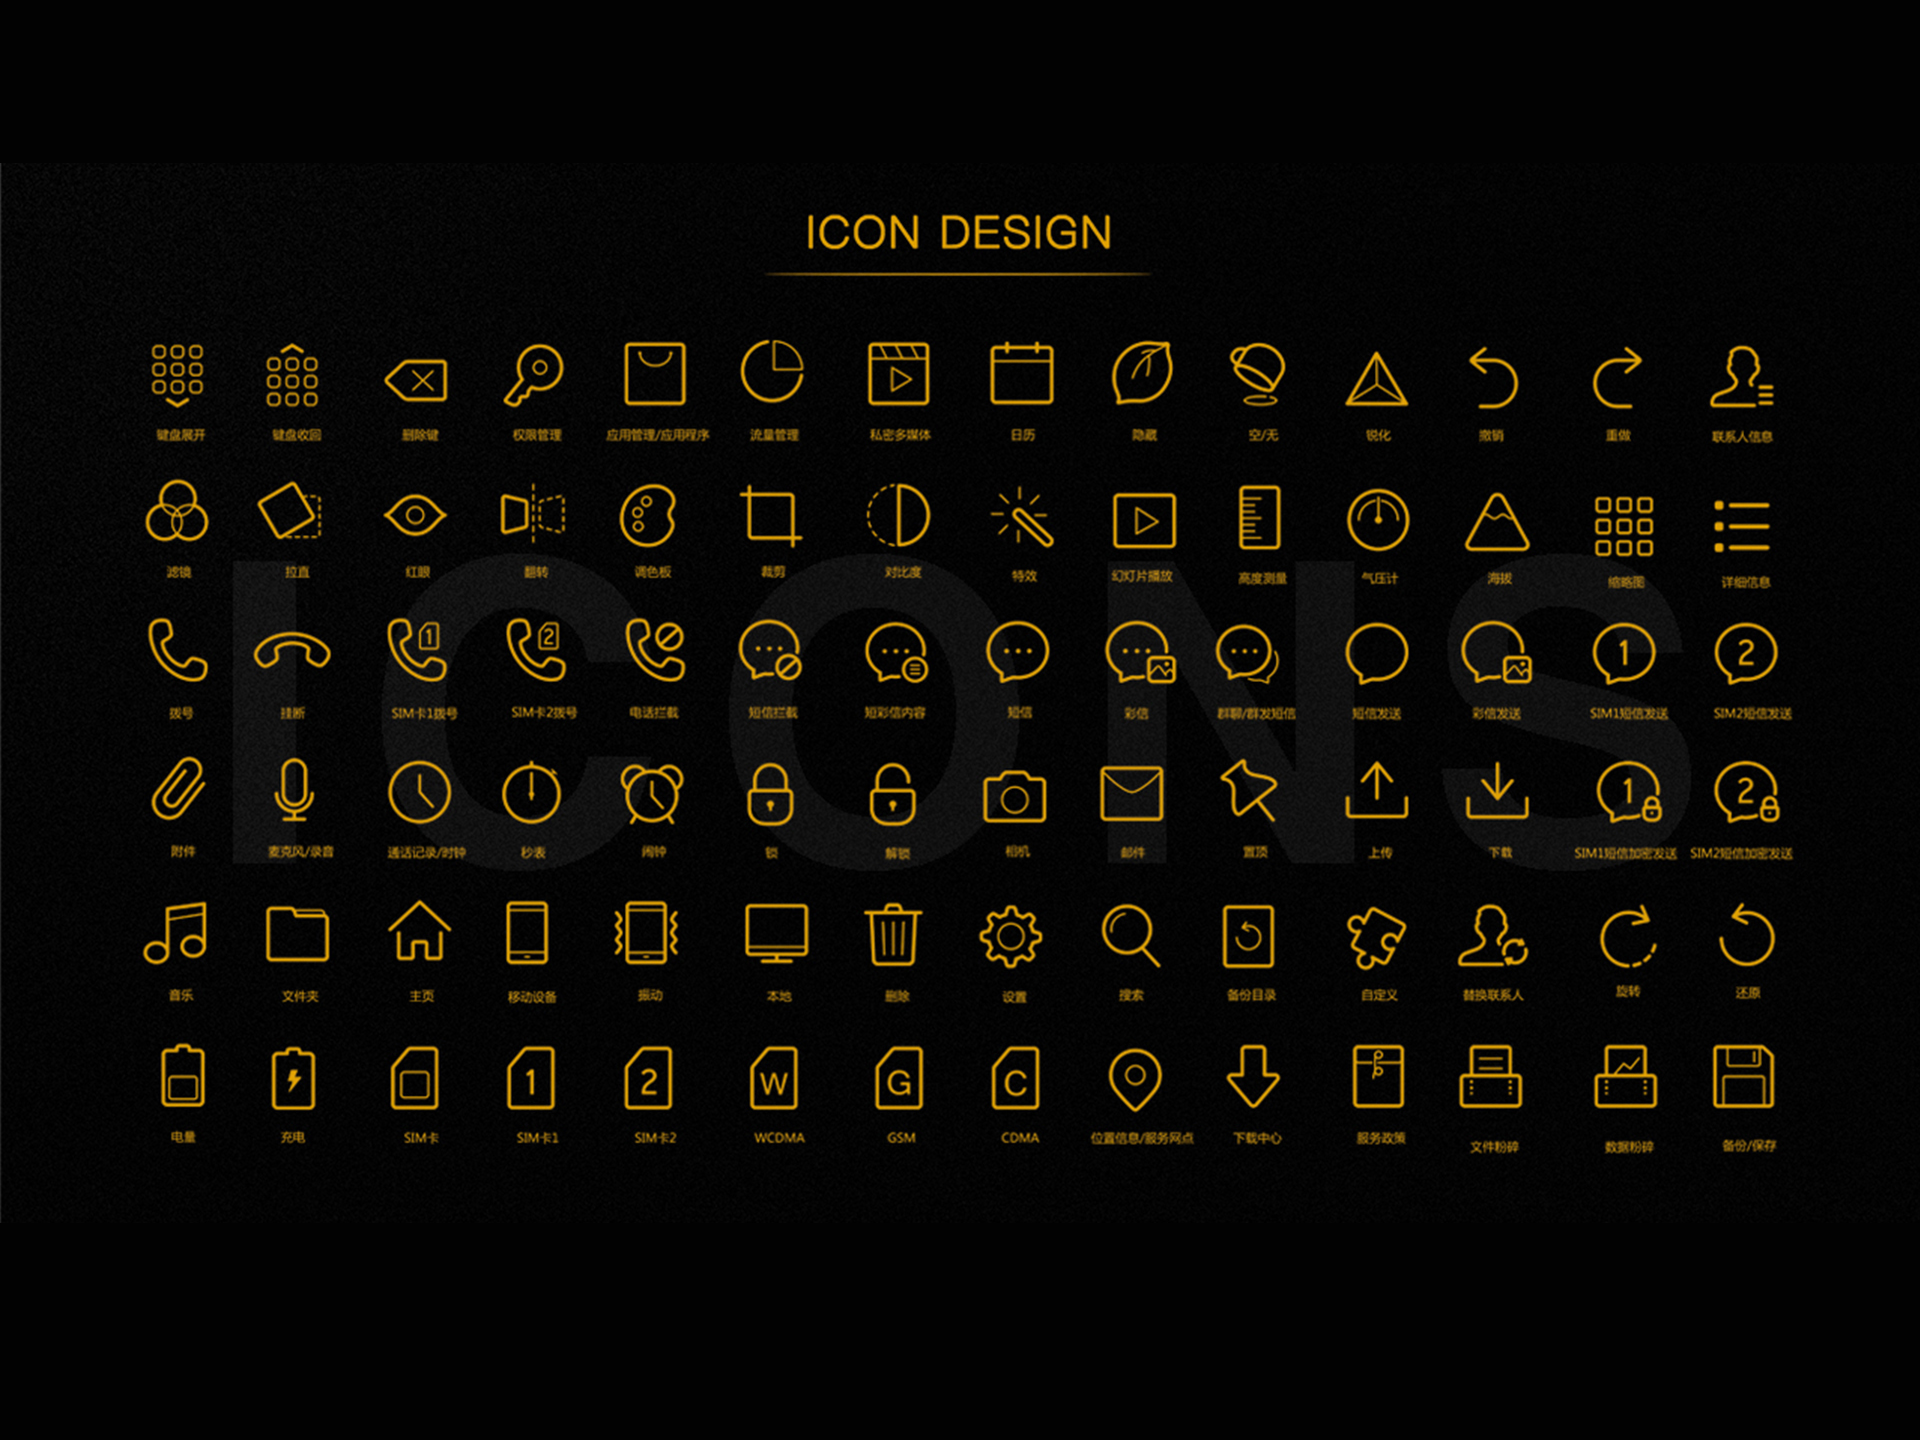 ICON DESIGN
键盘展开 键盘收回 删除键 权限管理 应用管理/应用程序 流量管理 私密多媒体 日历 隐藏 空/无 锐化 撤销 重做 联系人信息
滤镜 拉直 红眼 翻转 调色板 裁剪 对比度 特效 幻灯片播放 高度测量 气压计 海拔 缩略图 详细信息
1 2 1 2
拨号 挂断 SIM卡1拨号 SIM卡2拨号 电话拦截 短信拦截 短彩信内容 短信 彩信 群聊/群发短信 短信发送 彩信发送 SIM1短信发送 SIM2短信发送
ICONS
1 2
附件 麦克风/录音 通话记录/时钟 秒表 闹钟 锁 解锁 相机 邮件 置顶 上传 下载 SIM1短信加密发送 SIM2短信加密发送
音乐 文件夹 主页 移动设备 振动 本地 删除 设置 搜索 备份目录 自定义 替换联系人 旋转 还原
1 2 W G C
电量 充电 SIM卡 SIM卡1 SIM卡2 WCDMA GSM CDMA 位置信息/服务网点 下载中心 服务政策 文件粉碎 数据粉碎 备份/保存